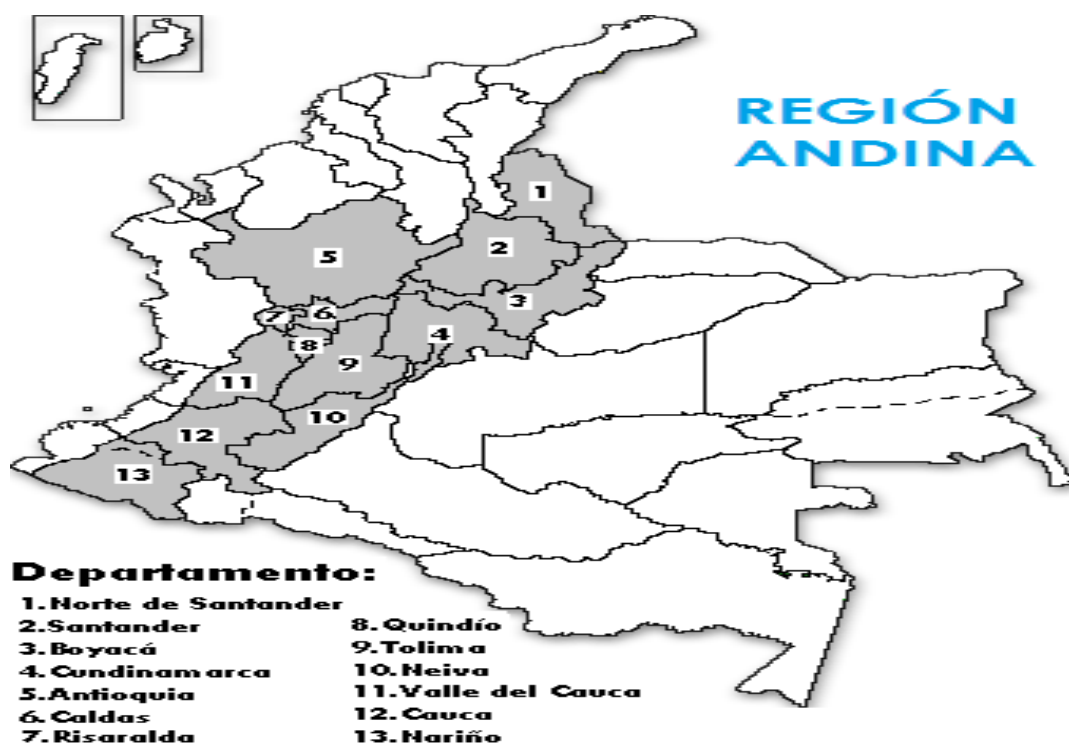 REGIÓN
ANDINA
1
2
5
3
6
7
4
8
9
11
10
12
13
Departamento:
1.Norte de Santander
2.Santander
3.Boyacá
4.Cundinamarca
5.Antioquia
6.Caldas
7.Risaralda
8.Quindío
9.Tolima
10.Neiva
11.Valle del Cauca
12.Cauca
13.Nariño